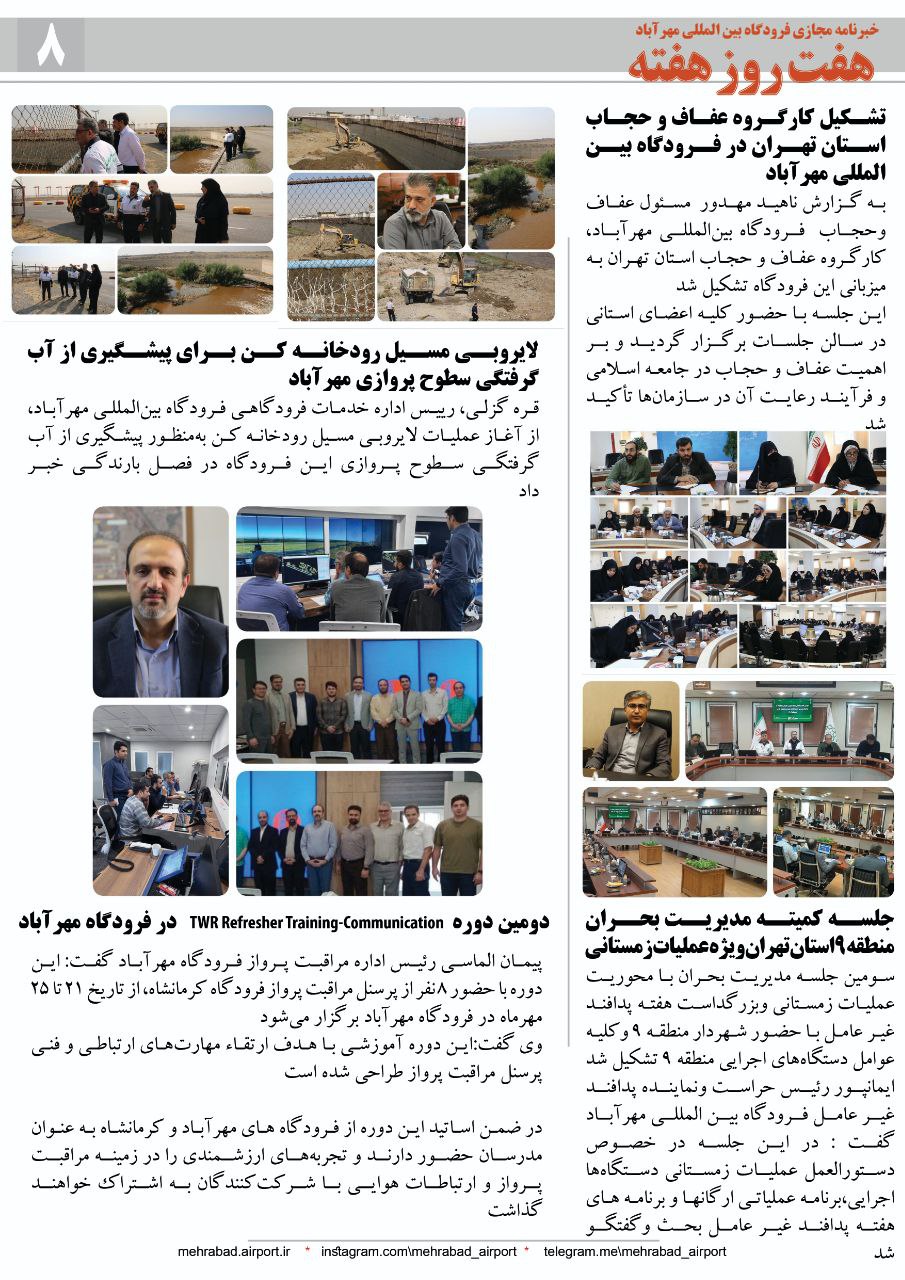 خبرنامه مجازی فرودگاه بین المللی مهرآباد
هفت روز هفته
۸
تشکیل کارگروه عفاف و حجاب
استان تهران در فرودگاه بین
المللی مهرآباد
به گزارش ناهید مهدور مسئول عفاف
وحجاب فرودگاه بین‌المللی مهرآباد،
کارگروه عفاف و حجاب استان تهران به
میزبانی این فرودگاه تشکیل شد
این جلسه با حضور کلیه اعضای استانی
در سالن جلسات برگزار گردید و بر
اهمیت عفاف و حجاب در جامعه اسلامی
و فرآیند رعایت آن در سازمان‌ها تأکید
شد
جلسه کمیته مدیریت بحران
منطقه ۹ استان تهران ویژه عملیات زمستانی
سومین جلسه مدیریت بحران با محوریت
عملیات زمستانی وبزرگداست هفته پدافند
غیر عامل با حضور شهردار منطقه ۹ وکلیه
عوامل دستگاه‌های اجرایی منطقه ۹ تشکیل شد
ایمانپور رئیس حراست ونماینده پدافند
غیر عامل فرودگاه بین المللی مهرآباد
گفت : در این جلسه در خصوص
دستورالعمل عملیات زمستانی دستگاه‌ها
اجرایی،برنامه عملیاتی ارگانها و برنامه های
هفته پدافند غیر عامل بحث وگفتگو
شد
لایروبی مسیل رودخانه کن برای پیشگیری از آب
گرفتگی سطوح پروازی مهرآباد
قره گزلی، رییس اداره خدمات فرودگاهی فرودگاه بین‌المللی مهرآباد،
از آغاز عملیات لایروبی مسیل رودخانه کن به‌منظور پیشگیری از آب
گرفتگی سطوح پروازی این فرودگاه در فصل بارندگی خبر
داد
دومین دوره TWR Refresher Training-Communication در فرودگاه مهرآباد
پیمان الماسی رئیس اداره مراقبت پرواز فرودگاه مهرآباد گفت: این
دوره با حضور ۸ نفر از پرسنل مراقبت پرواز فرودگاه کرمانشاه، از تاریخ ۲۱ تا ۲۵
مهرماه در فرودگاه مهرآباد برگزار می‌شود
وی گفت:این دوره آموزشی با هدف ارتقاء مهارت‌های ارتباطی و فنی
پرسنل مراقبت پرواز طراحی شده است
در ضمن اساتید این دوره از فرودگاه های مهرآباد و کرمانشاه به عنوان
مدرسان حضور دارند و تجربه‌های ارزشمندی را در زمینه مراقبت
پرواز و ارتباطات هوایی با شرکت‌کنندگان به اشتراک خواهند
گذاشت
mehrabad.airport.ir * instagram.com\mehrabad_airport * telegram.me\mehrabad_airport